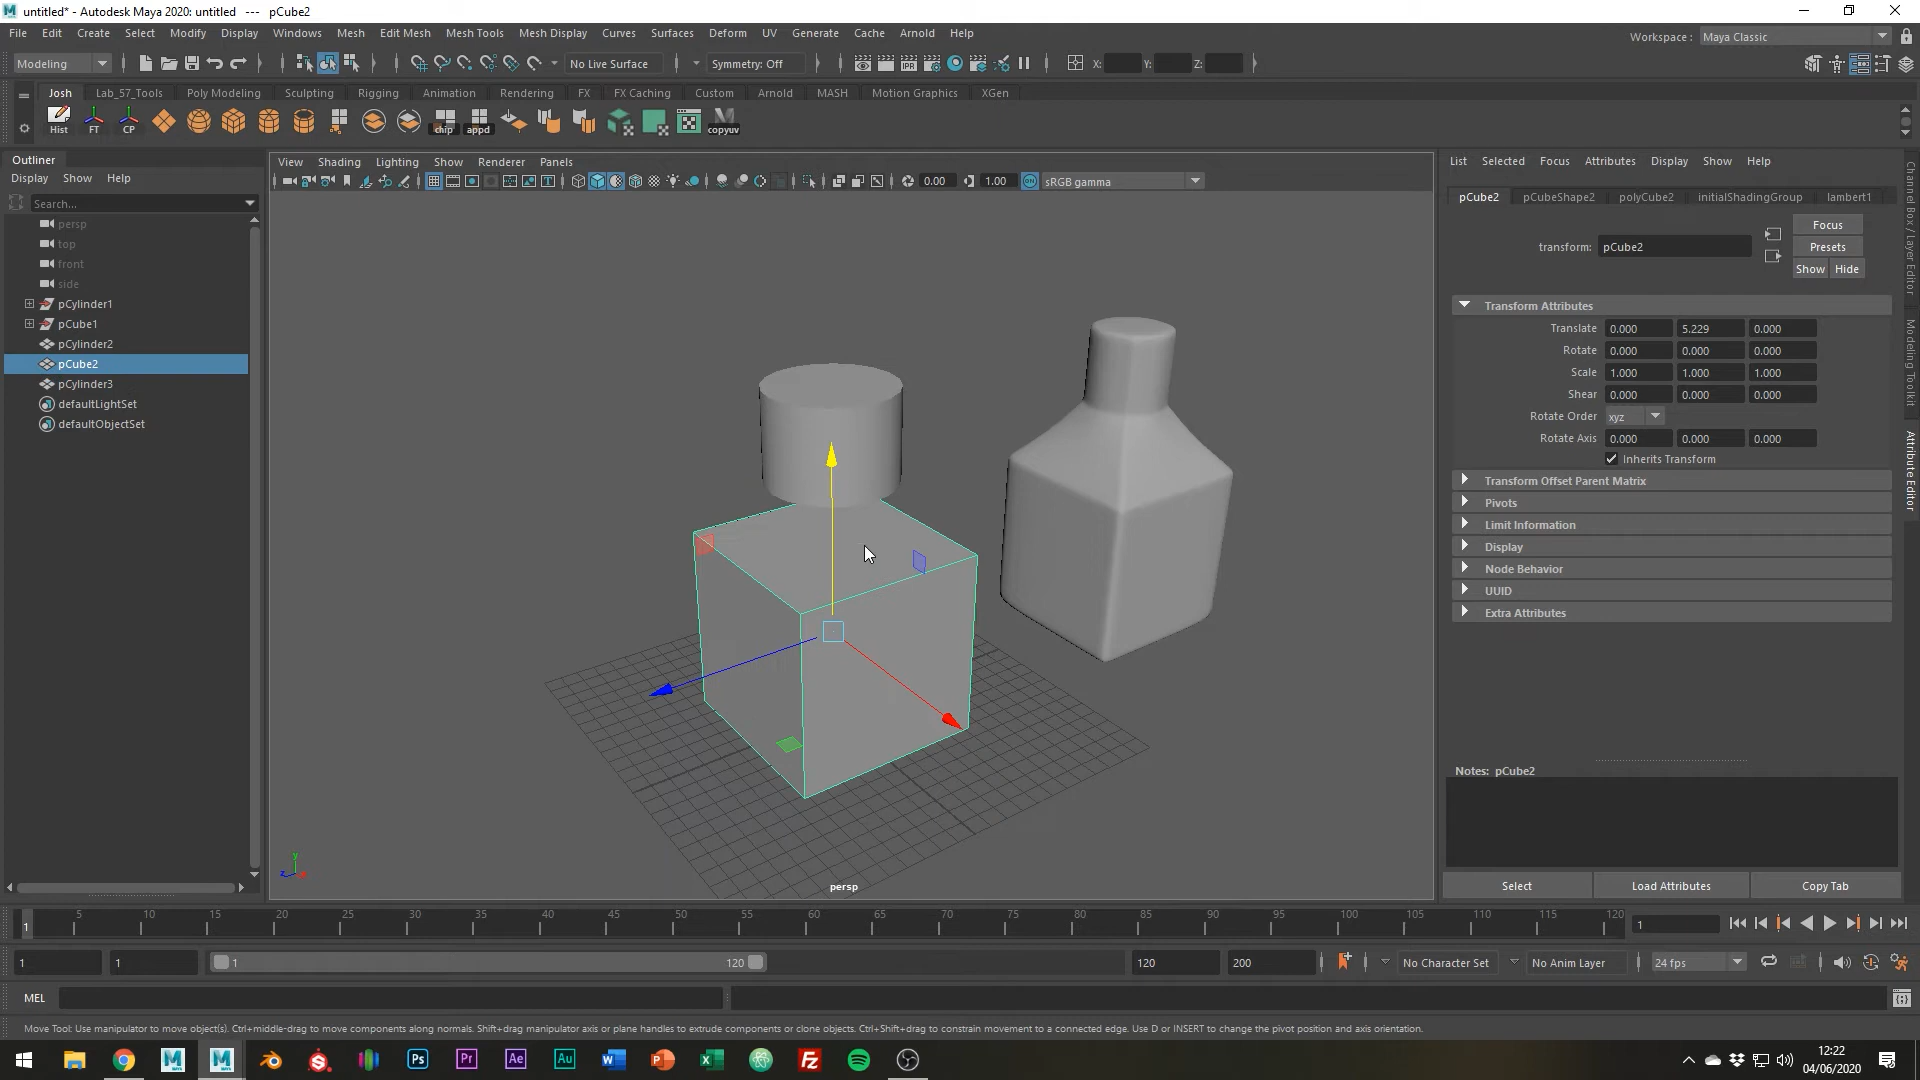 untitled* - Autodesk Maya 2020: untitled --- pCube2
File Edit Create Select Modify Display Windows Mesh Edit Mesh Mesh Tools Mesh Display Curves Surfaces Deform UV Generate Cache Arnold Help
Workspace : Maya Classic
Modeling No Live Surface Symmetry: Off X: Y: Z:
Josh Lab_57_Tools Poly Modeling Sculpting Rigging Animation Rendering FX FX Caching Custom Arnold MASH Motion Graphics XGen
Hist FT CP chip appd copyuv
Outliner
Display Show Help
Search...
persp
top
front
side
pCylinder1
pCube1
pCylinder2
pCube2
pCylinder3
defaultLightSet
defaultObjectSet
View Shading Lighting Show Renderer Panels
0.00 1.00 sRGB gamma
persp
List Selected Focus Attributes Display Show Help
pCube2 pCubeShape2 polyCube2 initialShadingGroup lambert1
transform: pCube2
Focus
Presets
Show Hide
Transform Attributes
Translate 0.000 5.229 0.000
Rotate 0.000 0.000 0.000
Scale 1.000 1.000 1.000
Shear 0.000 0.000 0.000
Rotate Order xyz
Rotate Axis 0.000 0.000 0.000
Inherits Transform
Transform Offset Parent Matrix
Pivots
Limit Information
Display
Node Behavior
UUID
Extra Attributes
Notes: pCube2
Select Load Attributes Copy Tab
Channel Box / Layer Editor
Modeling Toolkit
Attribute Editor
5 10 15 20 25 30 35 40 45 50 55 60 65 70 75 80 85 90 95 100 105 110 115 120
1 1
1 1 1 120 120 200 No Character Set No Anim Layer 24 fps
MEL
Move Tool: Use manipulator to move object(s). Ctrl+middle-drag to move components along normals. Shift+drag manipulator axis or plane handles to extrude components or clone objects. Ctrl+Shift+drag to constrain movement to a connected edge. Use D or INSERT to change the pivot position and axis orientation.
12:22
04/06/2020